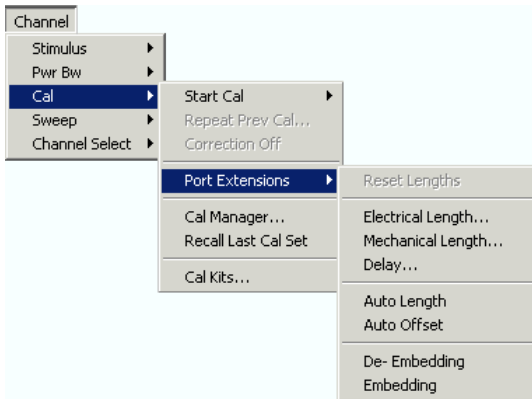 Channel
Stimulus
Pwr Bw
Cal
Sweep
Channel Select
Start Cal
Repeat Prev Cal...
Correction Off
Port Extensions
Cal Manager...
Recall Last Cal Set
Cal Kits...
Reset Lengths
Electrical Length...
Mechanical Length...
Delay...
Auto Length
Auto Offset
De- Embedding
Embedding